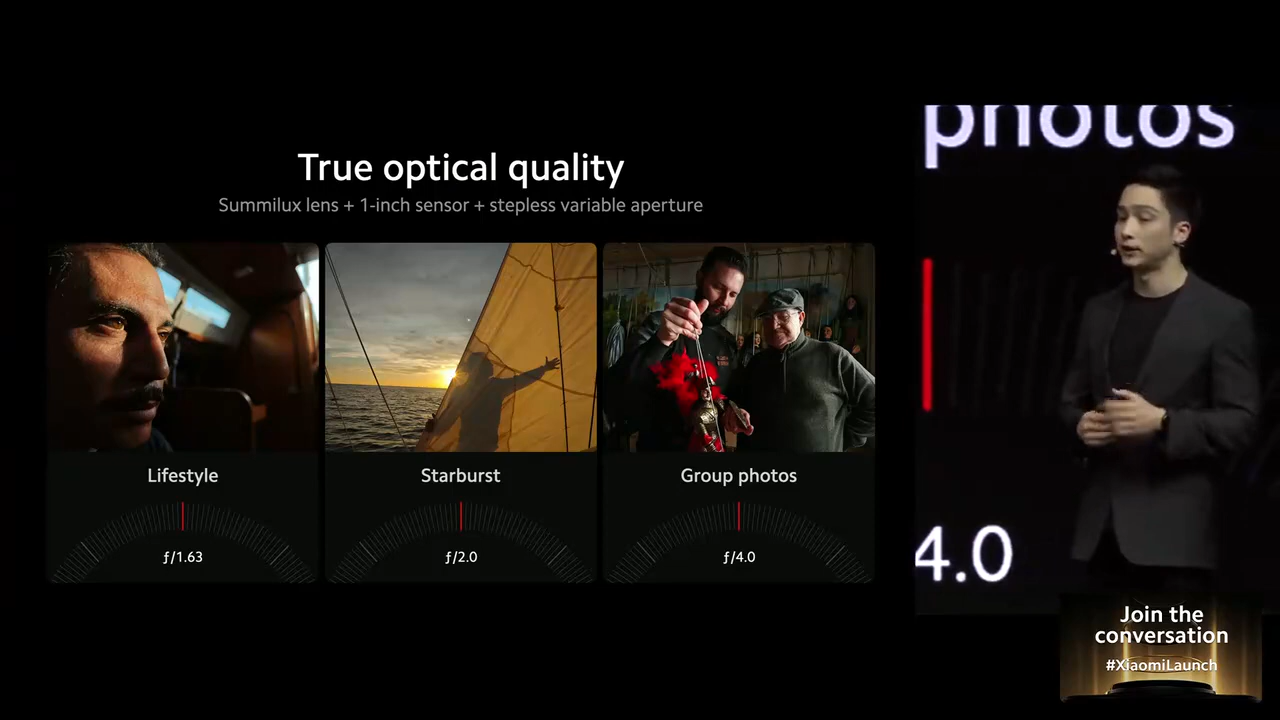 True optical quality
Summilux lens + 1-inch sensor + stepless variable aperture
Lifestyle
ƒ/1.63
Starburst
ƒ/2.0
Group photos
ƒ/4.0
photos
4.0
Join the
conversation
#XiaomiLaunch